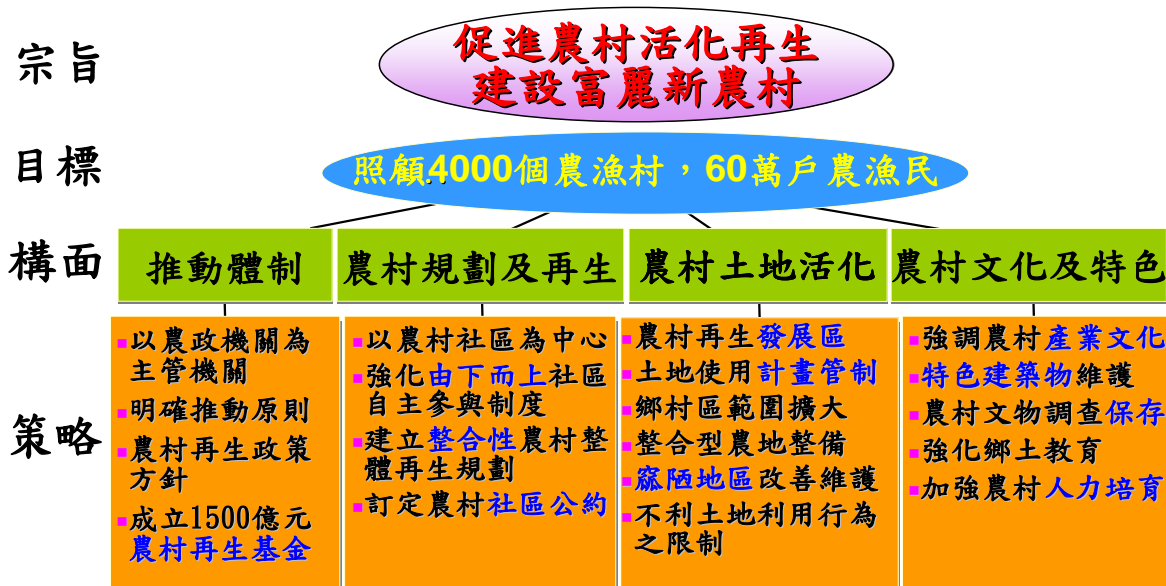 宗旨
促進農村活化再生
建設富麗新農村
目標
照顧4000個農漁村，60萬戶農漁民
構面
推動體制
農村規劃及再生
農村土地活化
農村文化及特色
策略
以農政機關為
主管機關
明確推動原則
農村再生政策
方針
成立1500億元
農村再生基金
以農村社區為中心
強化由下而上社區
自主參與制度
建立整合性農村整
體再生規劃
訂定農村社區公約
農村再生發展區
土地使用計畫管制
鄉村區範圍擴大
整合型農地整備
窳陋地區改善維護
不利土地利用行為
之限制
強調農村產業文化
特色建築物維護
農村文物調查保存
強化鄉土教育
加強農村人力培育